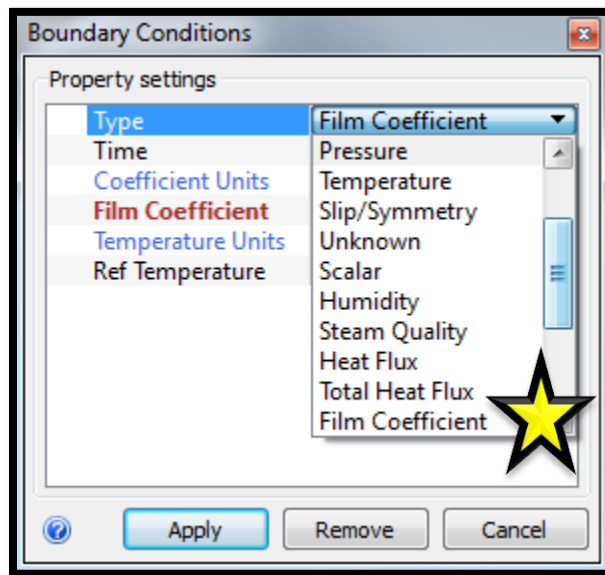 Boundary Conditions
Property settings
Type Film Coefficient
Time Pressure
Coefficient Units Temperature
Film Coefficient Slip/Symmetry
Temperature Units Unknown
Ref Temperature Scalar
Humidity
Steam Quality
Heat Flux
Total Heat Flux
Film Coefficient
Apply Remove Cancel